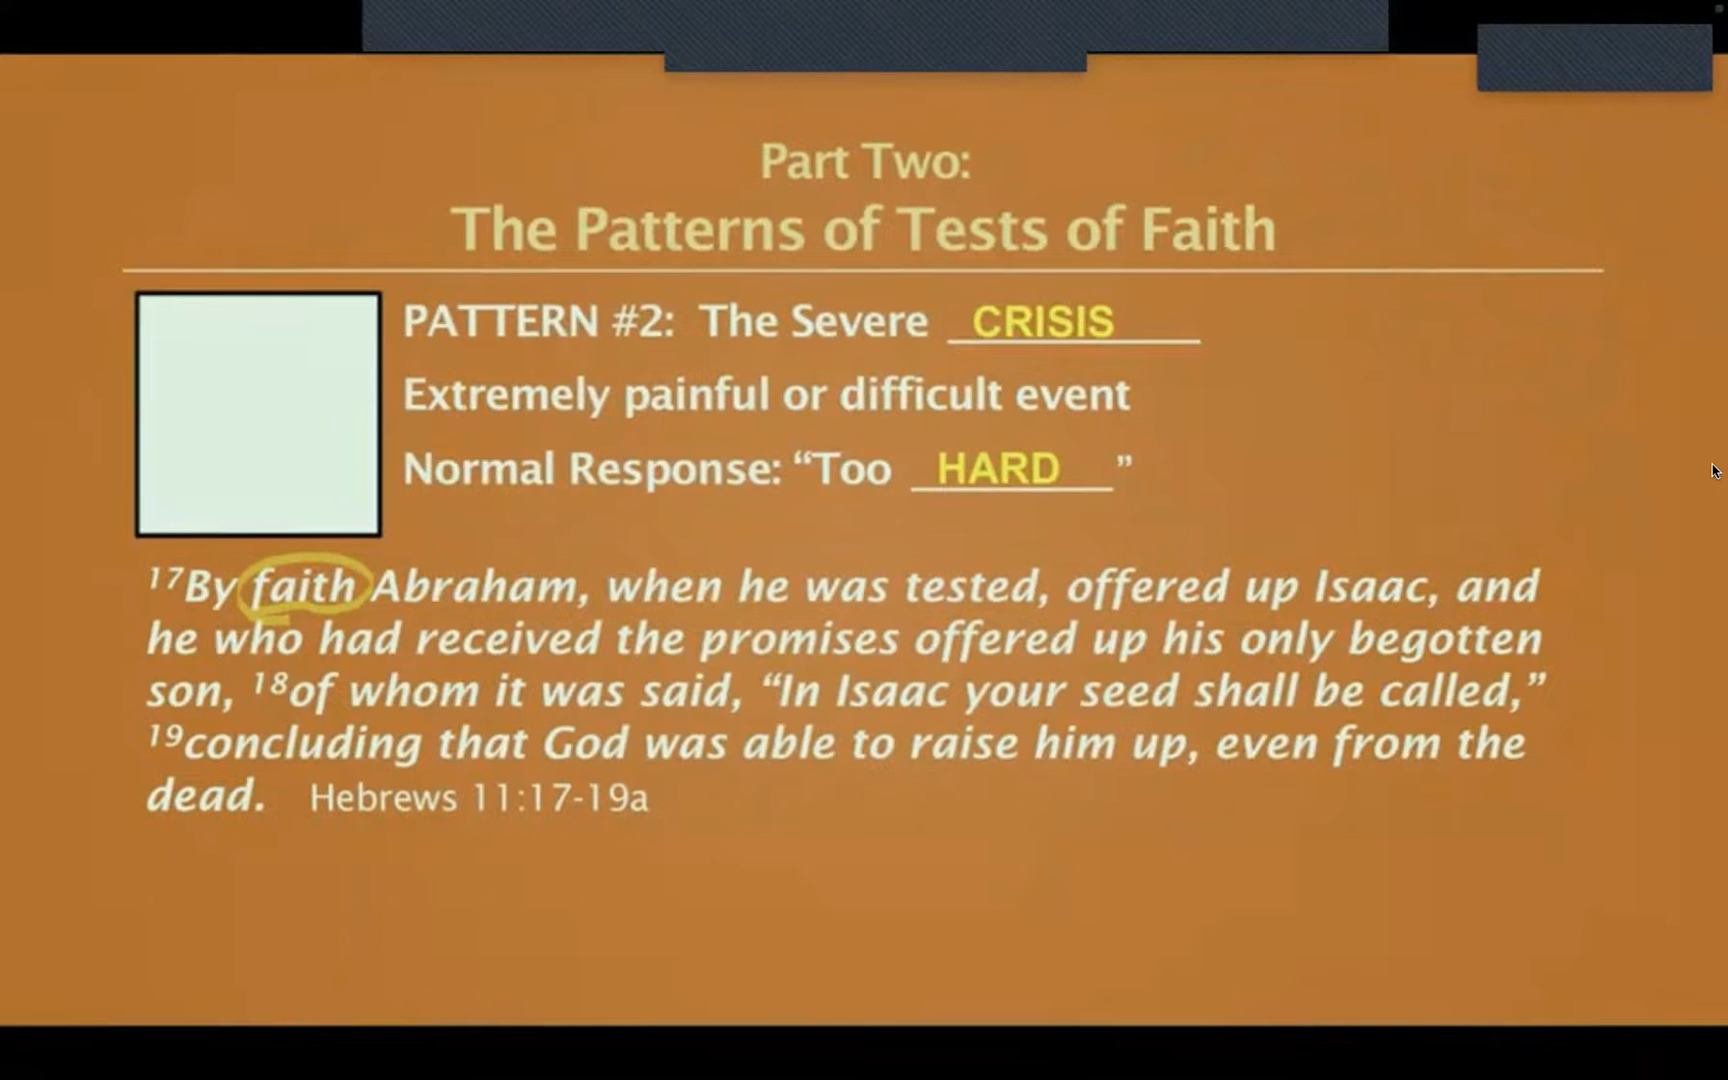 Part Two:
The Patterns of Tests of Faith
PATTERN #2: The Severe CRISIS
Extremely painful or difficult event
Normal Response: “Too HARD ”
17By faith Abraham, when he was tested, offered up Isaac, and
he who had received the promises offered up his only begotten
son, 18of whom it was said, “In Isaac your seed shall be called,”
19concluding that God was able to raise him up, even from the
dead. Hebrews 11:17-19a